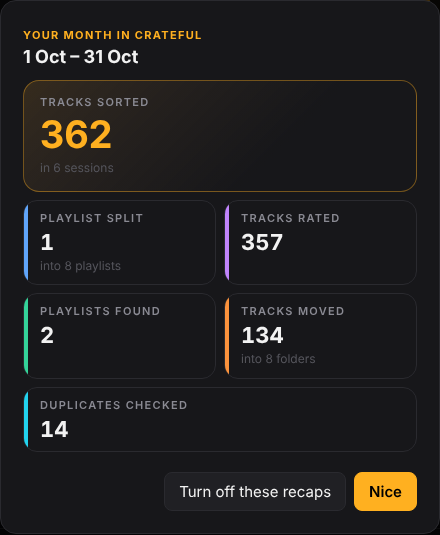 YOUR MONTH IN CRATEFUL
1 Oct – 31 Oct
TRACKS SORTED
362
in 6 sessions
PLAYLIST SPLIT
1
into 8 playlists
TRACKS RATED
357
PLAYLISTS FOUND
2
TRACKS MOVED
134
into 8 folders
DUPLICATES CHECKED
14
Turn off these recaps
Nice